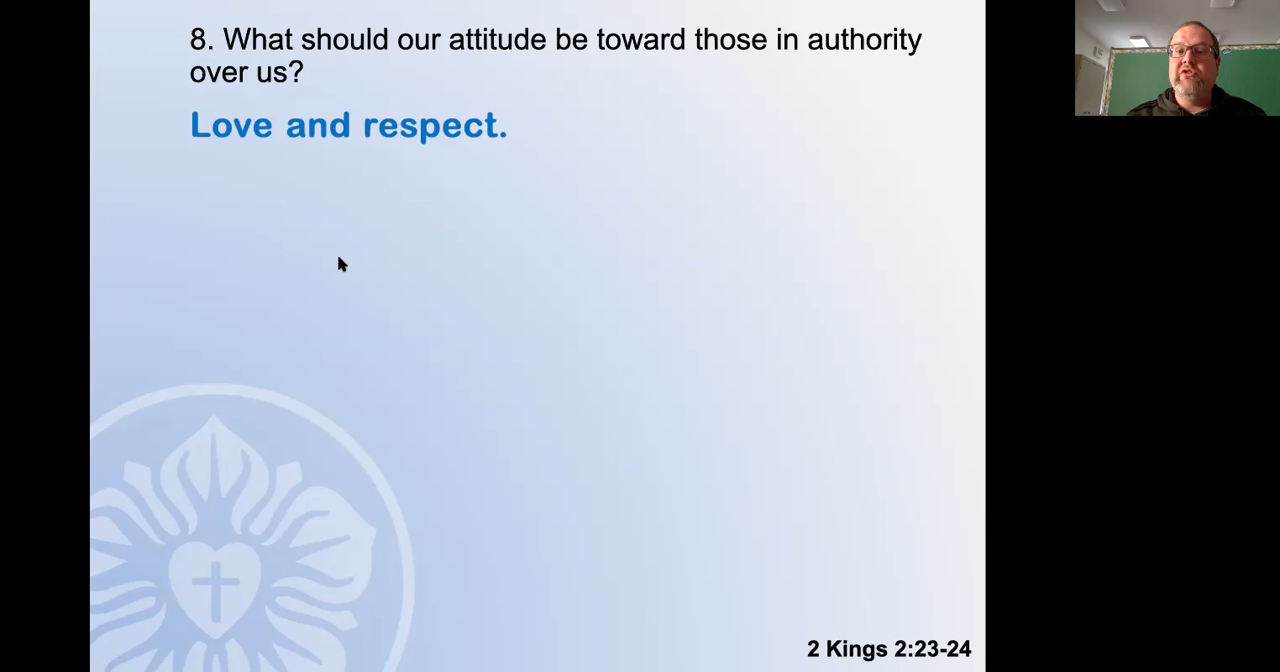 8. What should our attitude be toward those in authority
over us?
Love and respect.
2 Kings 2:23-24